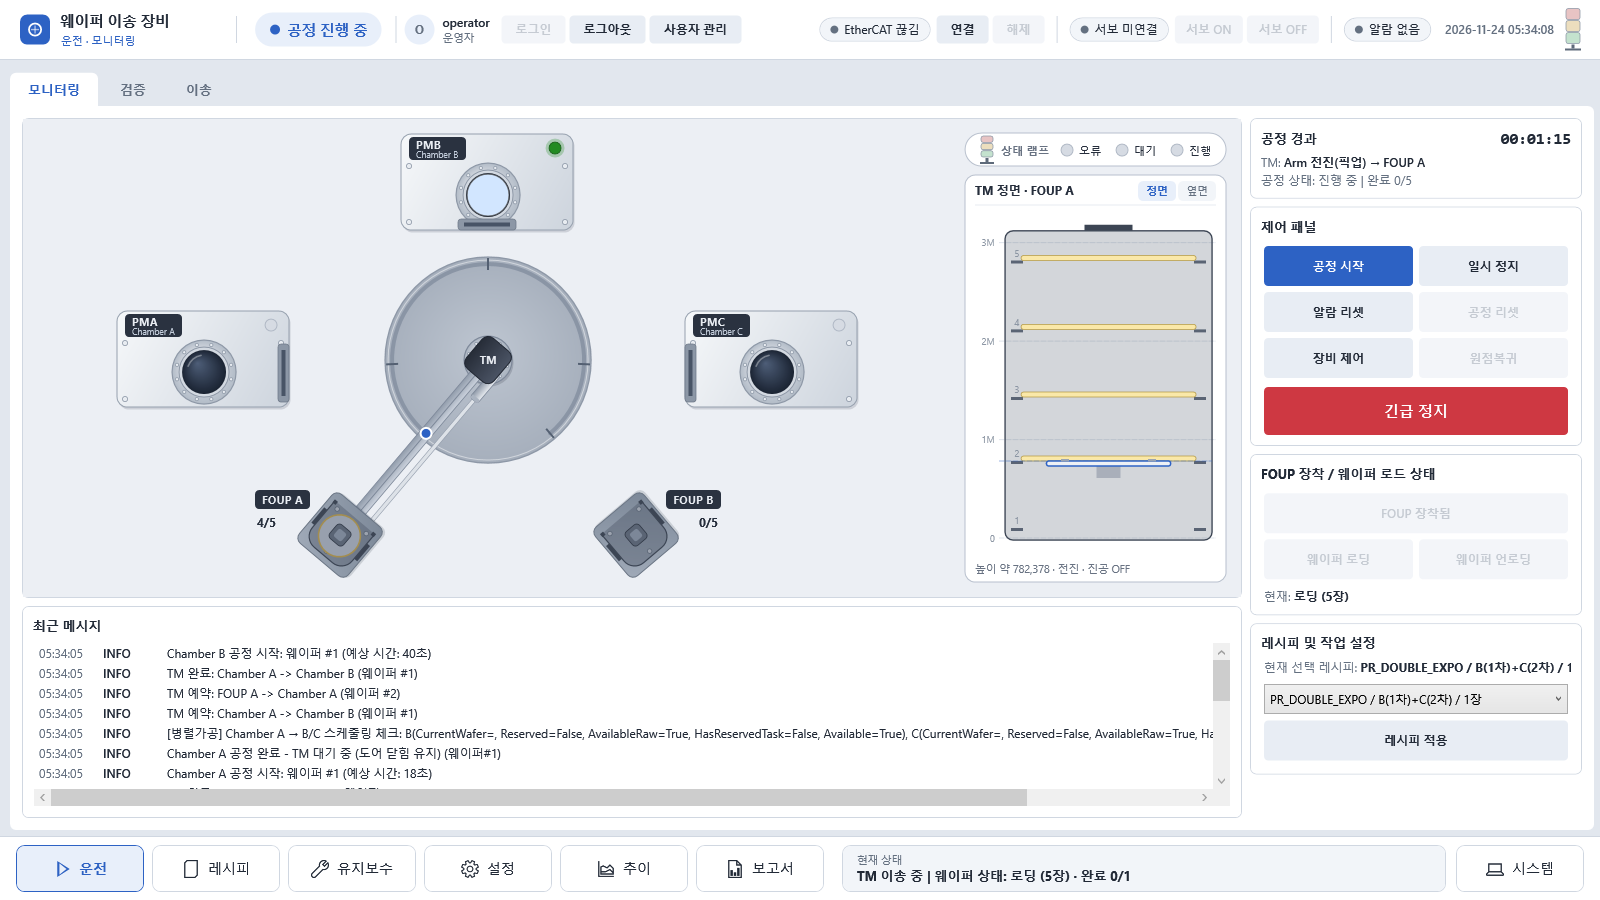 웨이퍼 이송 장비
운전 · 모니터링
공정 진행 중
O
operator
운영자
로그인
로그아웃
사용자 관리
EtherCAT 끊김
연결
해제
서보 미연결
서보 ON
서보 OFF
알람 없음
2026-11-24 05:34:08
모니터링
검증
이송
PMB
Chamber B
PMA
Chamber A
PMC
Chamber C
TM
FOUP A
4/5
FOUP B
0/5
상태 램프
오류
대기
진행
TM 정면 · FOUP A
정면
옆면
3M
5
4
2M
3
1M
2
1
0
높이 약 782,378 · 전진 · 진공 OFF
최근 메시지
05:34:05 INFO Chamber B 공정 시작: 웨이퍼 #1 (예상 시간: 40초)
05:34:05 INFO TM 완료: Chamber A -> Chamber B (웨이퍼 #1)
05:34:05 INFO TM 예약: FOUP A -> Chamber A (웨이퍼 #2)
05:34:05 INFO TM 예약: Chamber A -> Chamber B (웨이퍼 #1)
05:34:05 INFO [병렬가공] Chamber A → B/C 스케줄링 체크: B(CurrentWafer=, Reserved=False, AvailableRaw=True, HasReservedTask=False, Available=True), C(CurrentWafer=, Reserved=False, AvailableRaw=True, Ha
05:34:05 INFO Chamber A 공정 완료 - TM 대기 중 (도어 닫힘 유지) (웨이퍼#1)
05:34:05 INFO Chamber A 공정 시작: 웨이퍼 #1 (예상 시간: 18초)
공정 경과
00:01:15
TM: Arm 전진(픽업) → FOUP A
공정 상태: 진행 중 | 완료 0/5
제어 패널
공정 시작
일시 정지
알람 리셋
공정 리셋
장비 제어
원점복귀
긴급 정지
FOUP 장착 / 웨이퍼 로드 상태
FOUP 장착됨
웨이퍼 로딩
웨이퍼 언로딩
현재: 로딩 (5장)
레시피 및 작업 설정
현재 선택 레시피: PR_DOUBLE_EXPO / B(1차)+C(2차) / 1
PR_DOUBLE_EXPO / B(1차)+C(2차) / 1장
레시피 적용
운전
레시피
유지보수
설정
추이
보고서
현재 상태
TM 이송 중 | 웨이퍼 상태: 로딩 (5장) · 완료 0/1
시스템